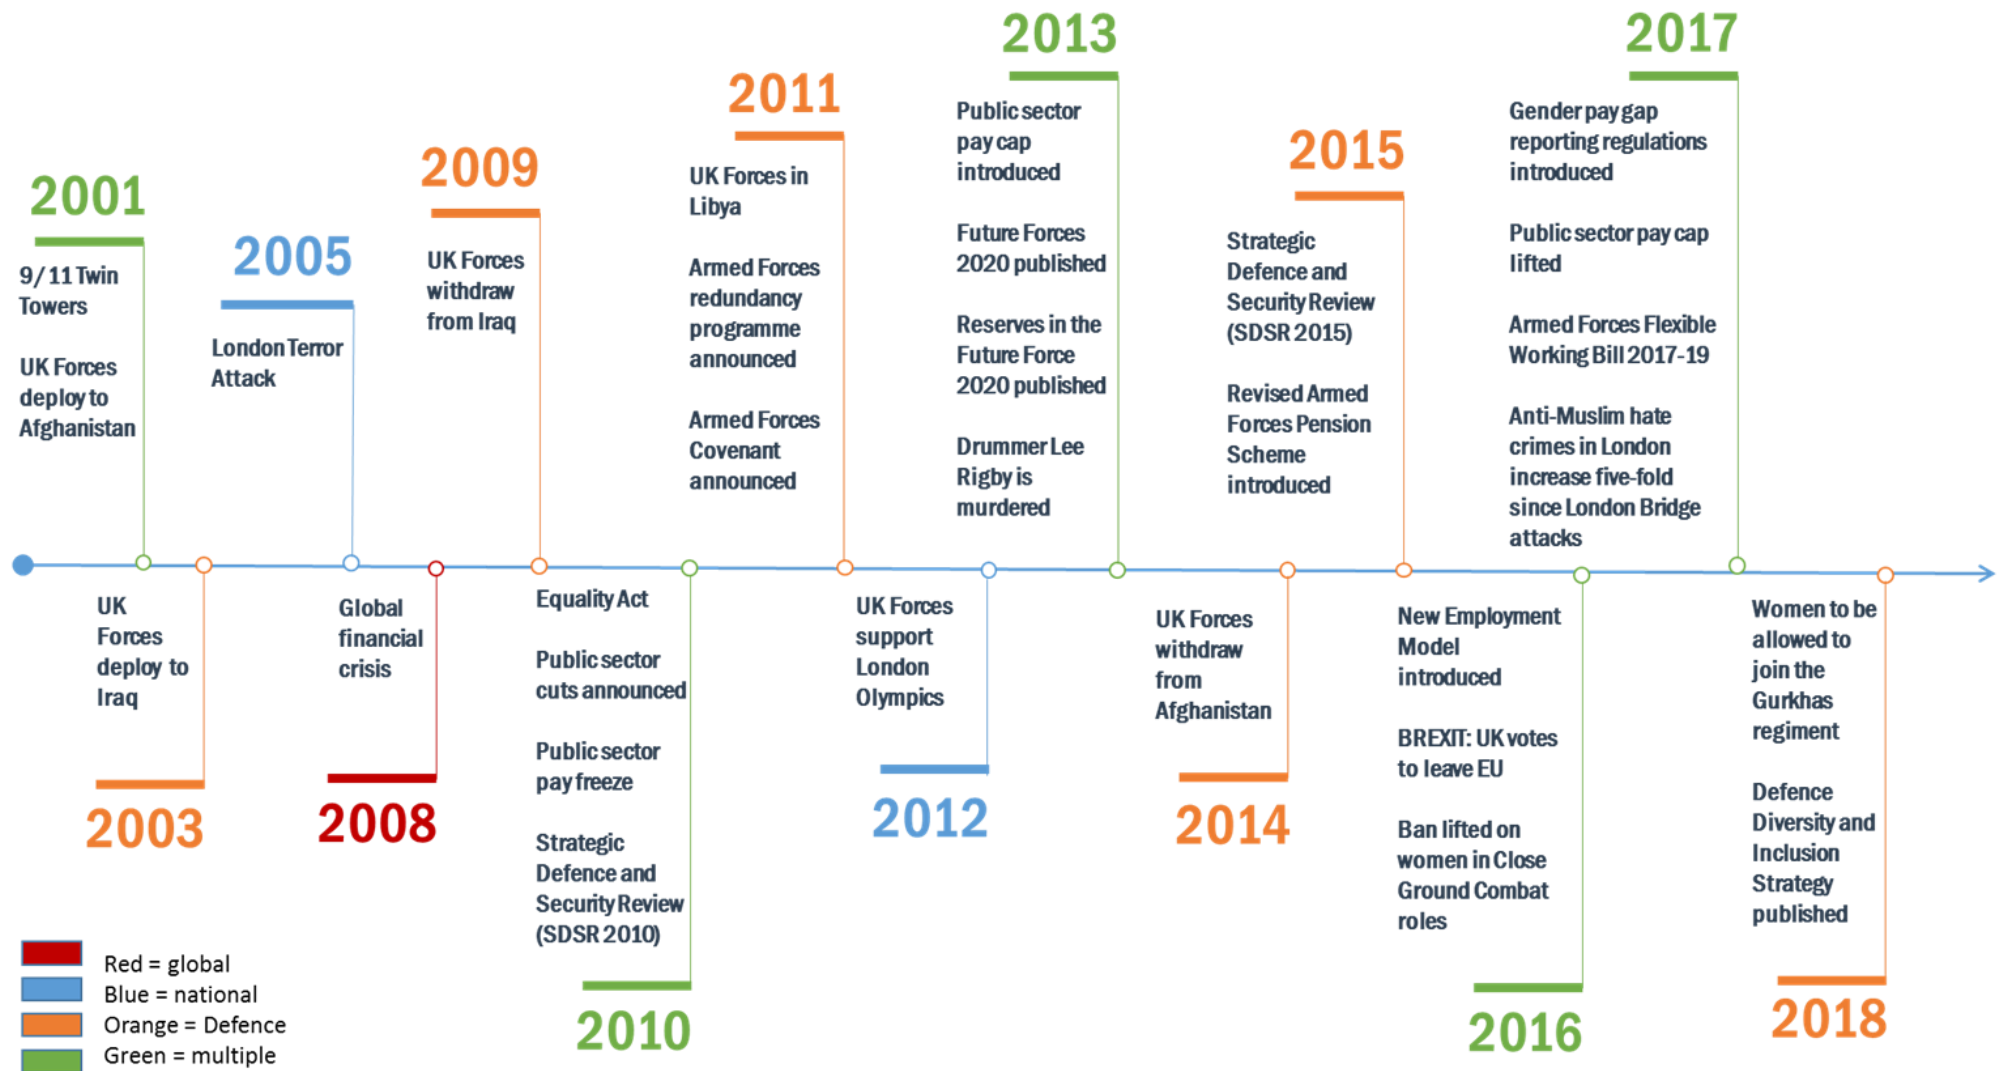 2001
9/11 Twin
Towers
UK Forces
deploy to
Afghanistan
UK
Forces
deploy to
Iraq
2003
2005
London Terror
Attack
Global
financial
crisis
2008
2009
UK Forces
withdraw
from Iraq
Equality Act
Public sector
cuts announced
Public sector
pay freeze
Strategic
Defence and
Security Review
(SDSR 2010)
2010
2011
UK Forces in
Libya
Armed Forces
redundancy
programme
announced
Armed Forces
Covenant
announced
UK Forces
support
London
Olympics
2012
2013
Public sector
pay cap
introduced
Future Forces
2020 published
Reserves in the
Future Force
2020 published
Drummer Lee
Rigby is
murdered
UK Forces
withdraw
from
Afghanistan
2014
2015
Strategic
Defence and
Security Review
(SDSR 2015)
Revised Armed
Forces Pension
Scheme
introduced
New Employment
Model
introduced
BREXIT: UK votes
to leave EU
Ban lifted on
women in Close
Ground Combat
roles
2016
2017
Gender pay gap
reporting regulations
introduced
Public sector pay cap
lifted
Armed Forces Flexible
Working Bill 2017-19
Anti-Muslim hate
crimes in London
increase five-fold
since London Bridge
attacks
Women to be
allowed to
join the
Gurkhas
regiment
Defence
Diversity and
Inclusion
Strategy
published
2018
Red = global
Blue = national
Orange = Defence
Green = multiple